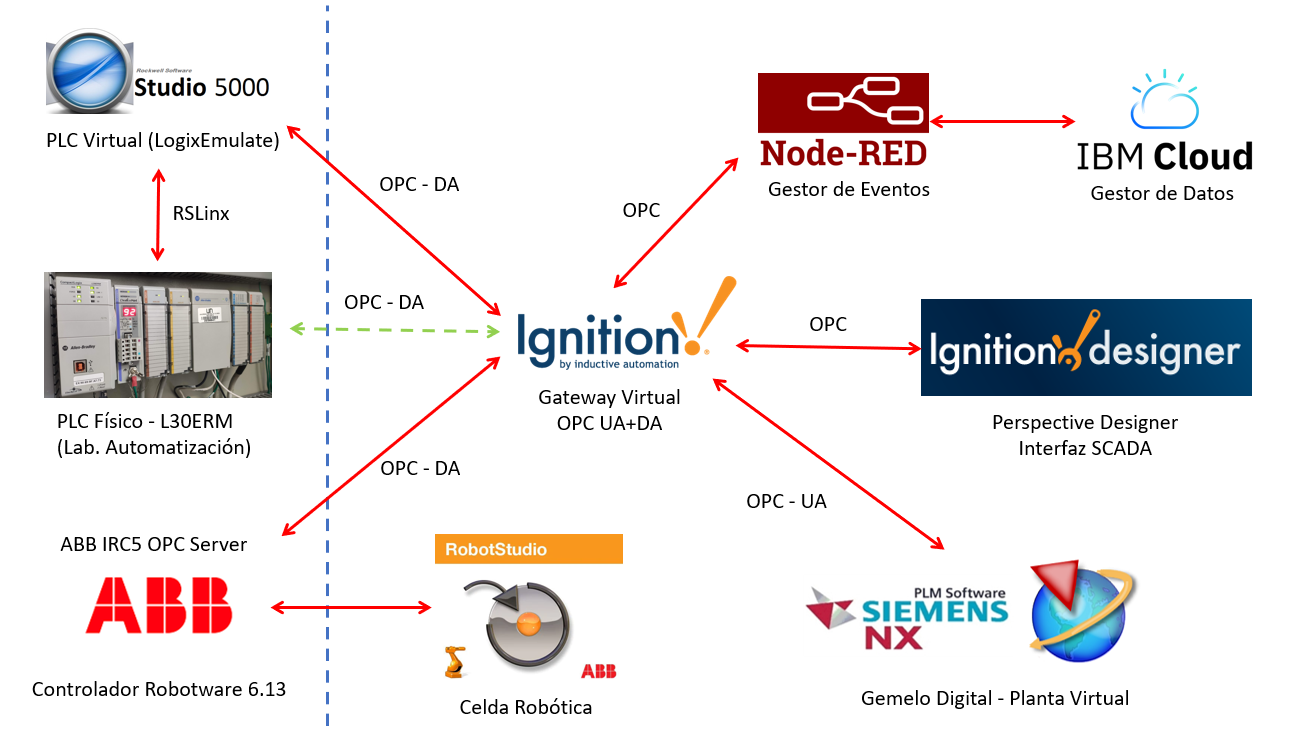 Rockwell Software
Studio 5000
PLC Virtual (LogixEmulate)
RSLinx
PLC Físico - L30ERM
(Lab. Automatización)
ABB IRC5 OPC Server
ABB
Controlador Robotware 6.13
OPC - DA
OPC - DA
OPC - DA
RobotStudio
ABB
Celda Robótica
Ignition!
by inductive automation
Gateway Virtual
OPC UA+DA
OPC
Node-RED
Gestor de Eventos
IBM Cloud
Gestor de Datos
OPC
Ignition! designer
Perspective Designer
Interfaz SCADA
OPC - UA
PLM Software
SIEMENS
NX
Gemelo Digital - Planta Virtual